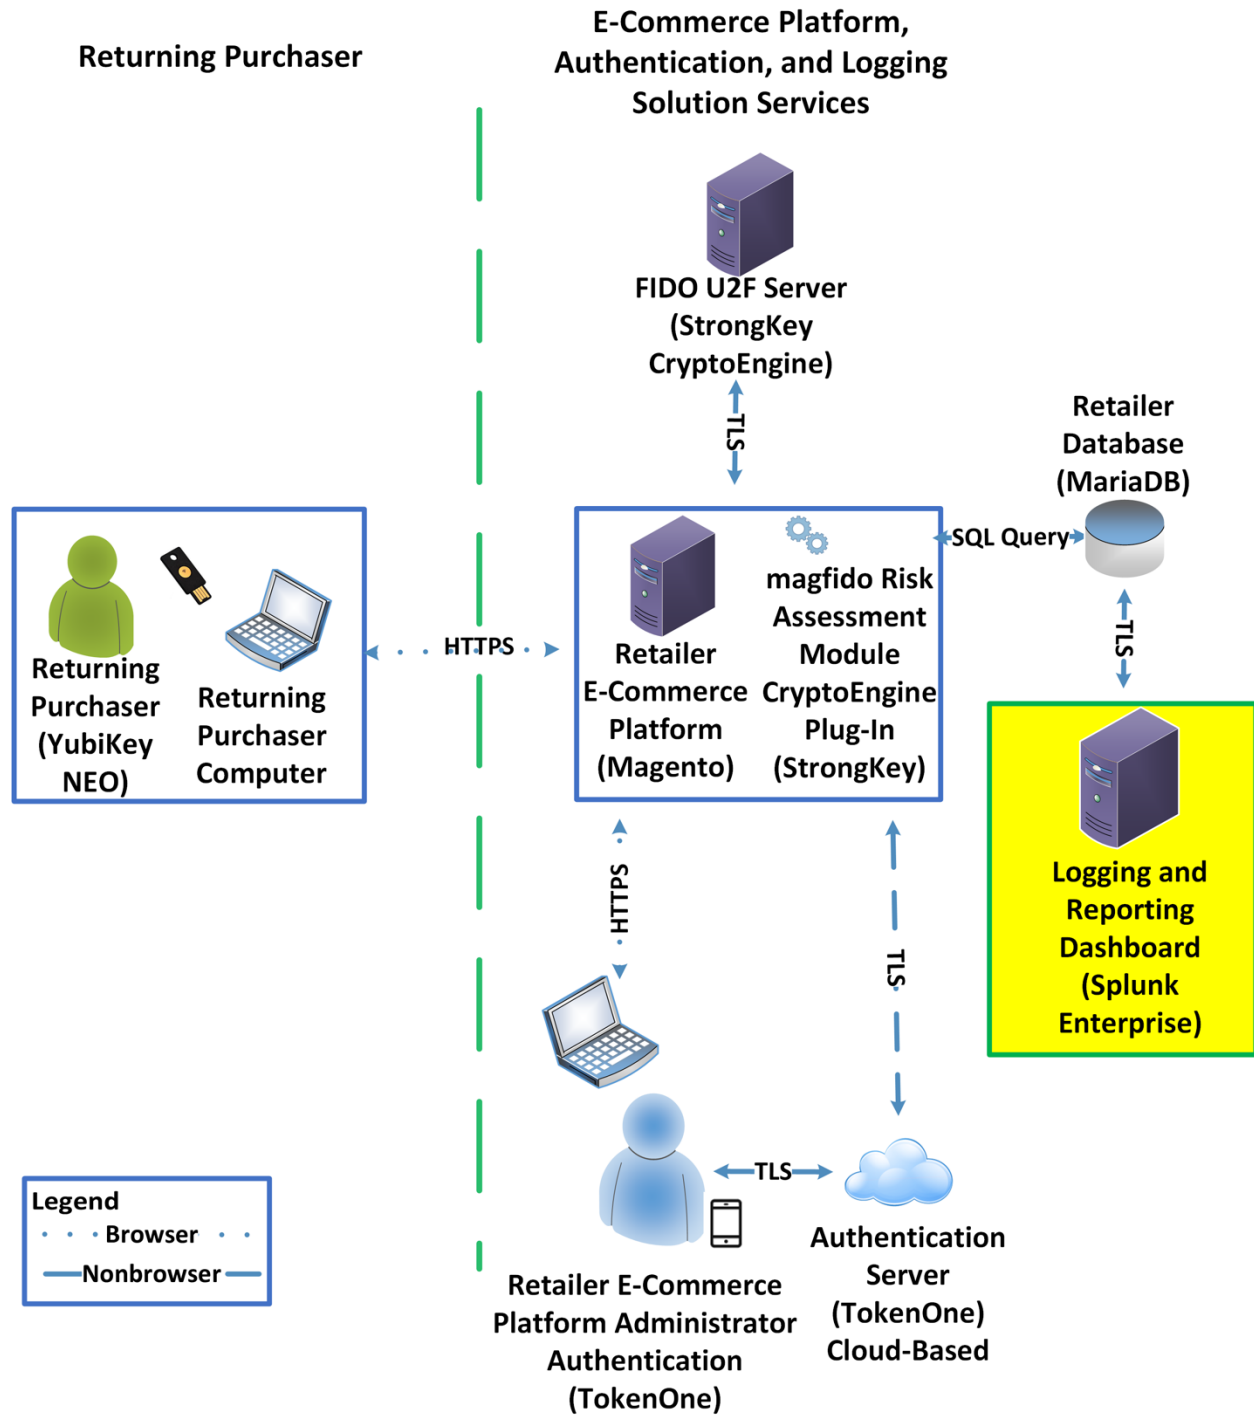 Returning Purchaser
E-Commerce Platform,
Authentication, and Logging
Solution Services
FIDO U2F Server
(StrongKey
CryptoEngine)
TLS
Retailer
Database
(MariaDB)
SQL Query
TLS
Returning
Purchaser
(YubiKey
NEO)
Returning
Purchaser
Computer
HTTPS
Retailer
E-Commerce
Platform
(Magento)
magfido Risk
Assessment
Module
CryptoEngine
Plug-In
(StrongKey)
Logging and
Reporting
Dashboard
(Splunk
Enterprise)
HTTPS
TLS
TLS
Authentication
Server
(TokenOne)
Cloud-Based
Retailer E-Commerce
Platform Administrator
Authentication
(TokenOne)
Legend
Browser
Nonbrowser